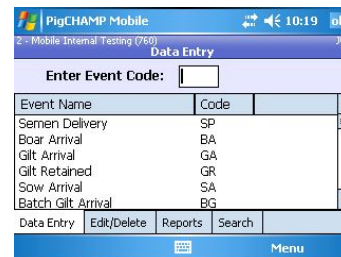 PigCHAMP Mobile 10:19 ok
2 - Mobile Internal Testing (760)
Data Entry
Enter Event Code:
Event Name Code
Semen Delivery SP
Boar Arrival BA
Gilt Arrival GA
Gilt Retained GR
Sow Arrival SA
Batch Gilt Arrival BG
Data Entry Edit/Delete Reports Search
Menu